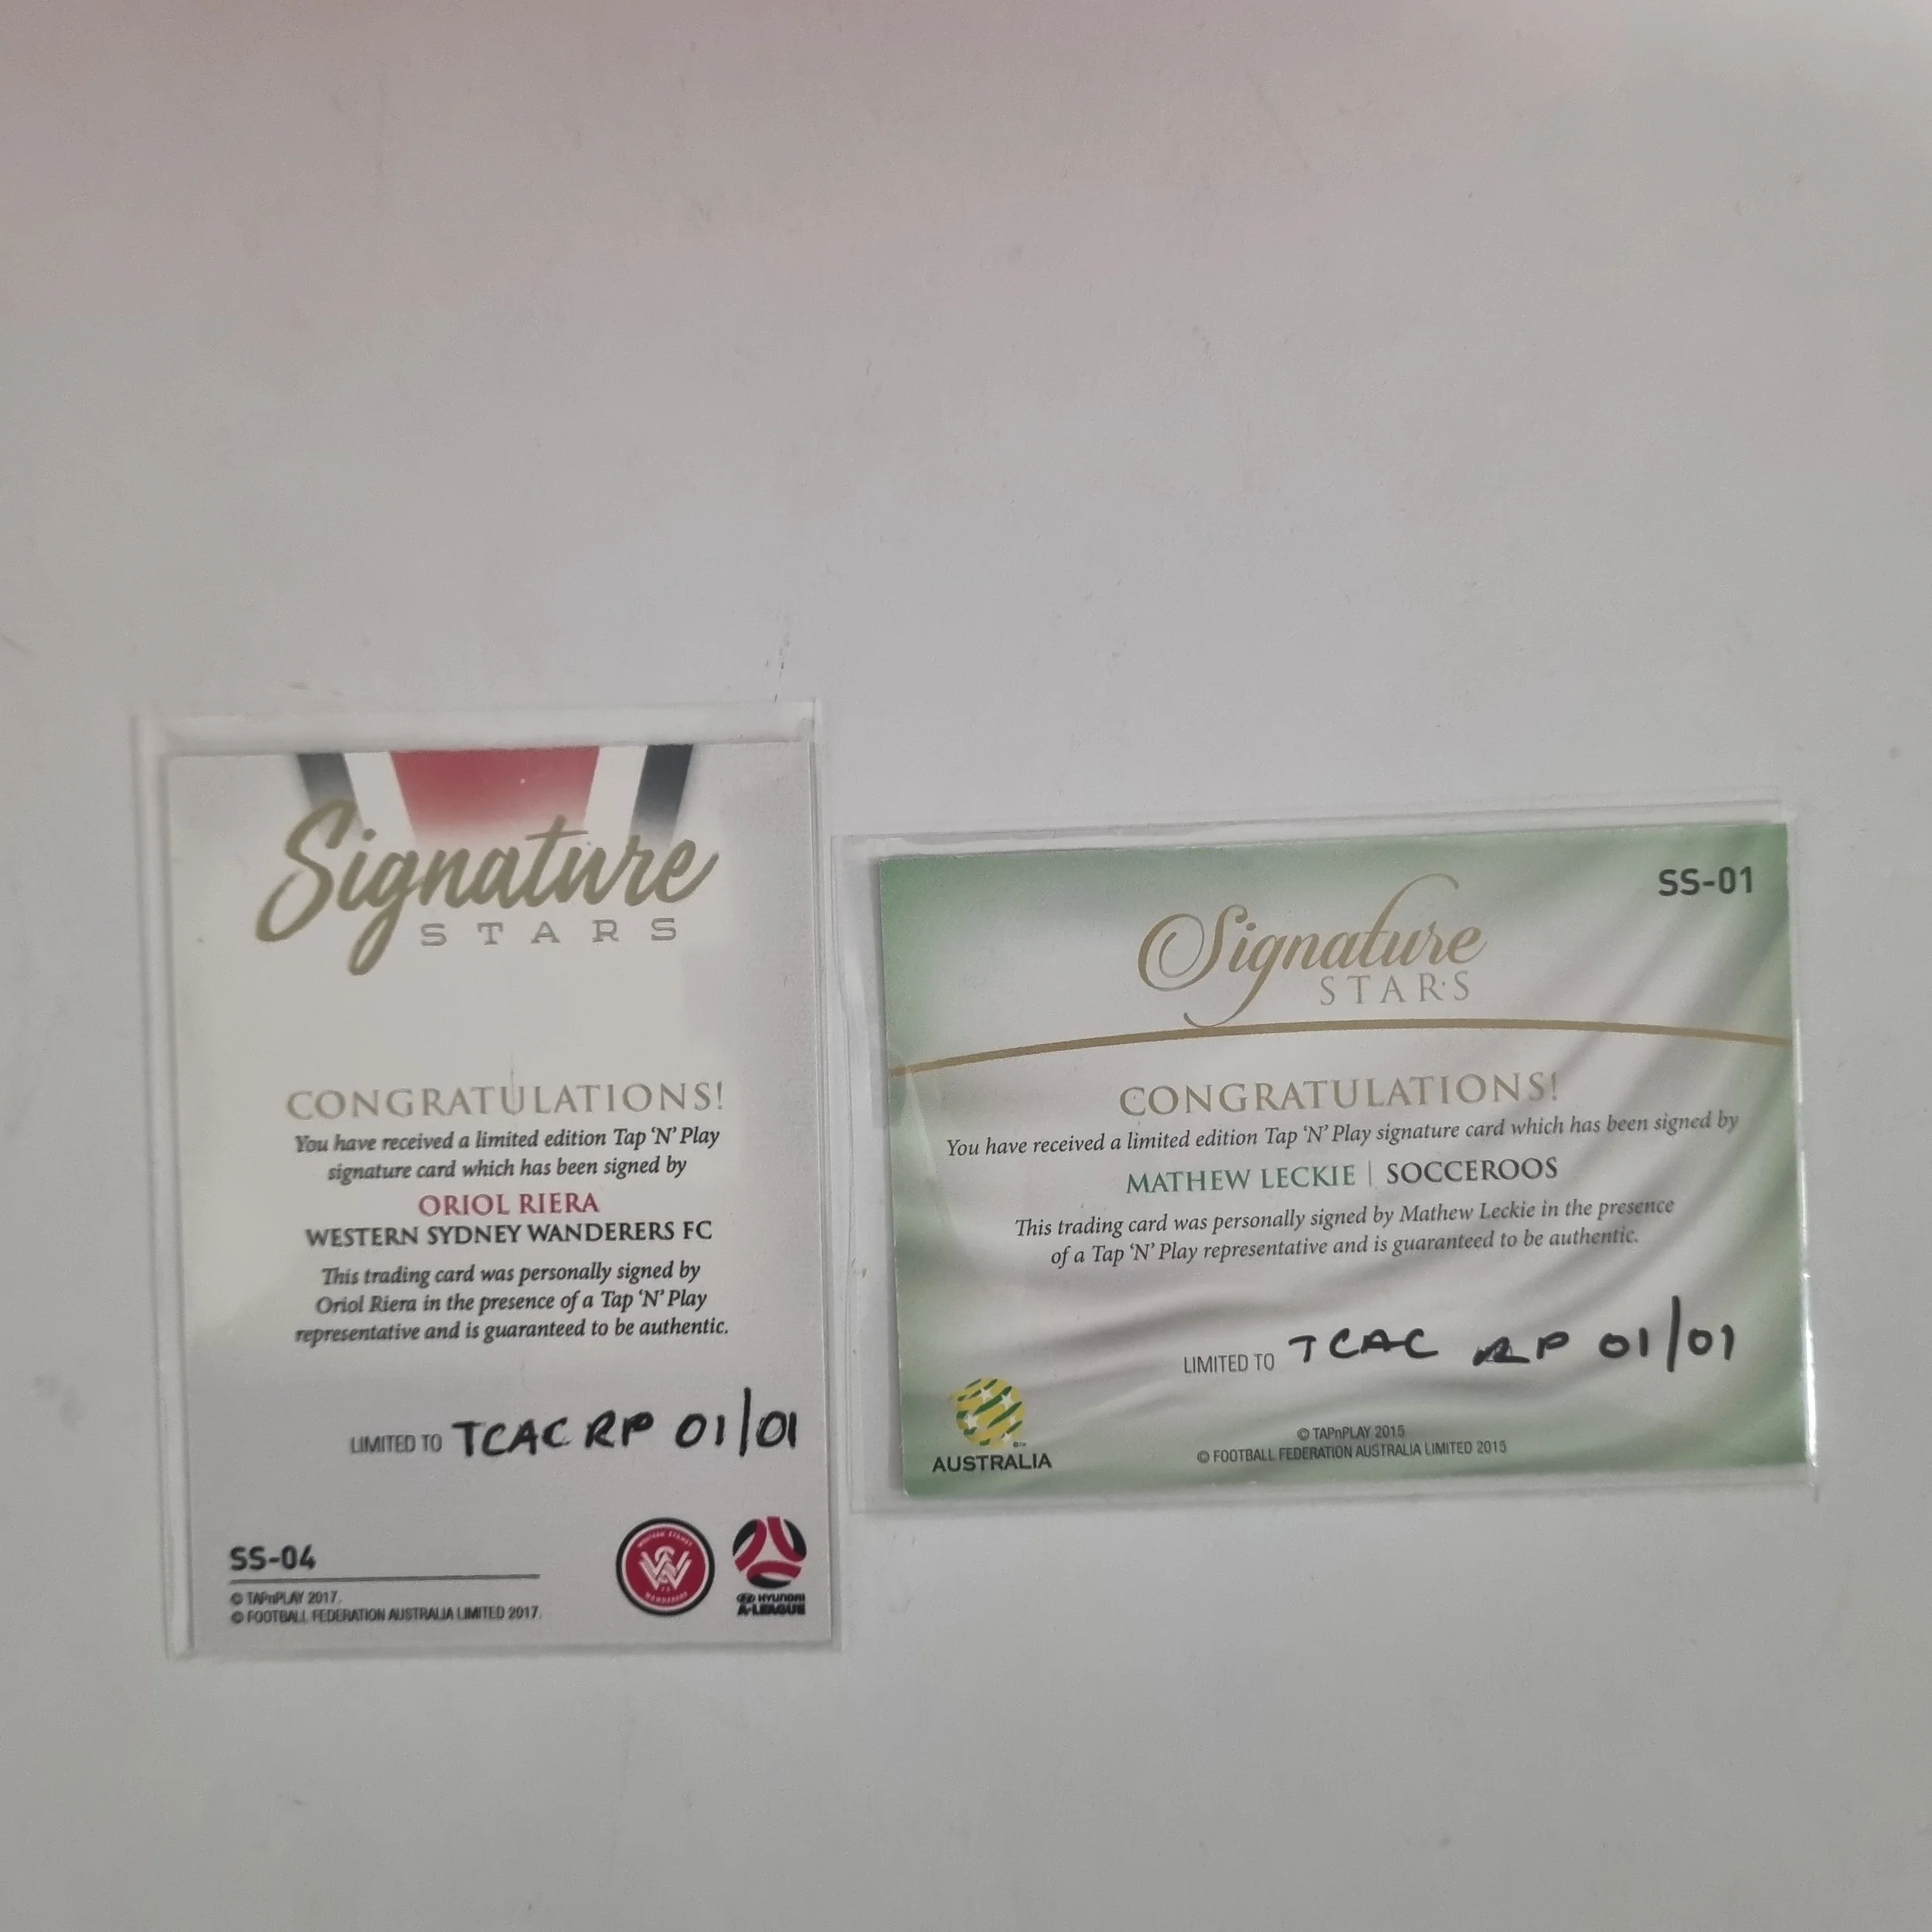 Signature
STARS
CONGRATULATIONS!
You have received a limited edition Tap ‘N’ Play
signature card which has been signed by
ORIOL RIERA
WESTERN SYDNEY WANDERERS FC
This trading card was personally signed by
Oriol Riera in the presence of a Tap ‘N’ Play
representative and is guaranteed to be authentic.
LIMITED TO TCAC RP 01/01
SS-04
© TAPnPLAY 2017.
© FOOTBALL FEDERATION AUSTRALIA LIMITED 2017.
WESTERN SYDNEY
WANDERERS
HYUNDAI
A-LEAGUE
SS-01
Signature
STARS
CONGRATULATIONS!
You have received a limited edition Tap ‘N’ Play signature card which has been signed by
MATHEW LECKIE | SOCCEROOS
This trading card was personally signed by Mathew Leckie in the presence
of a Tap ‘N’ Play representative and is guaranteed to be authentic.
LIMITED TO TCAC RP 01/01
AUSTRALIA
© TAPnPLAY 2015
© FOOTBALL FEDERATION AUSTRALIA LIMITED 2015